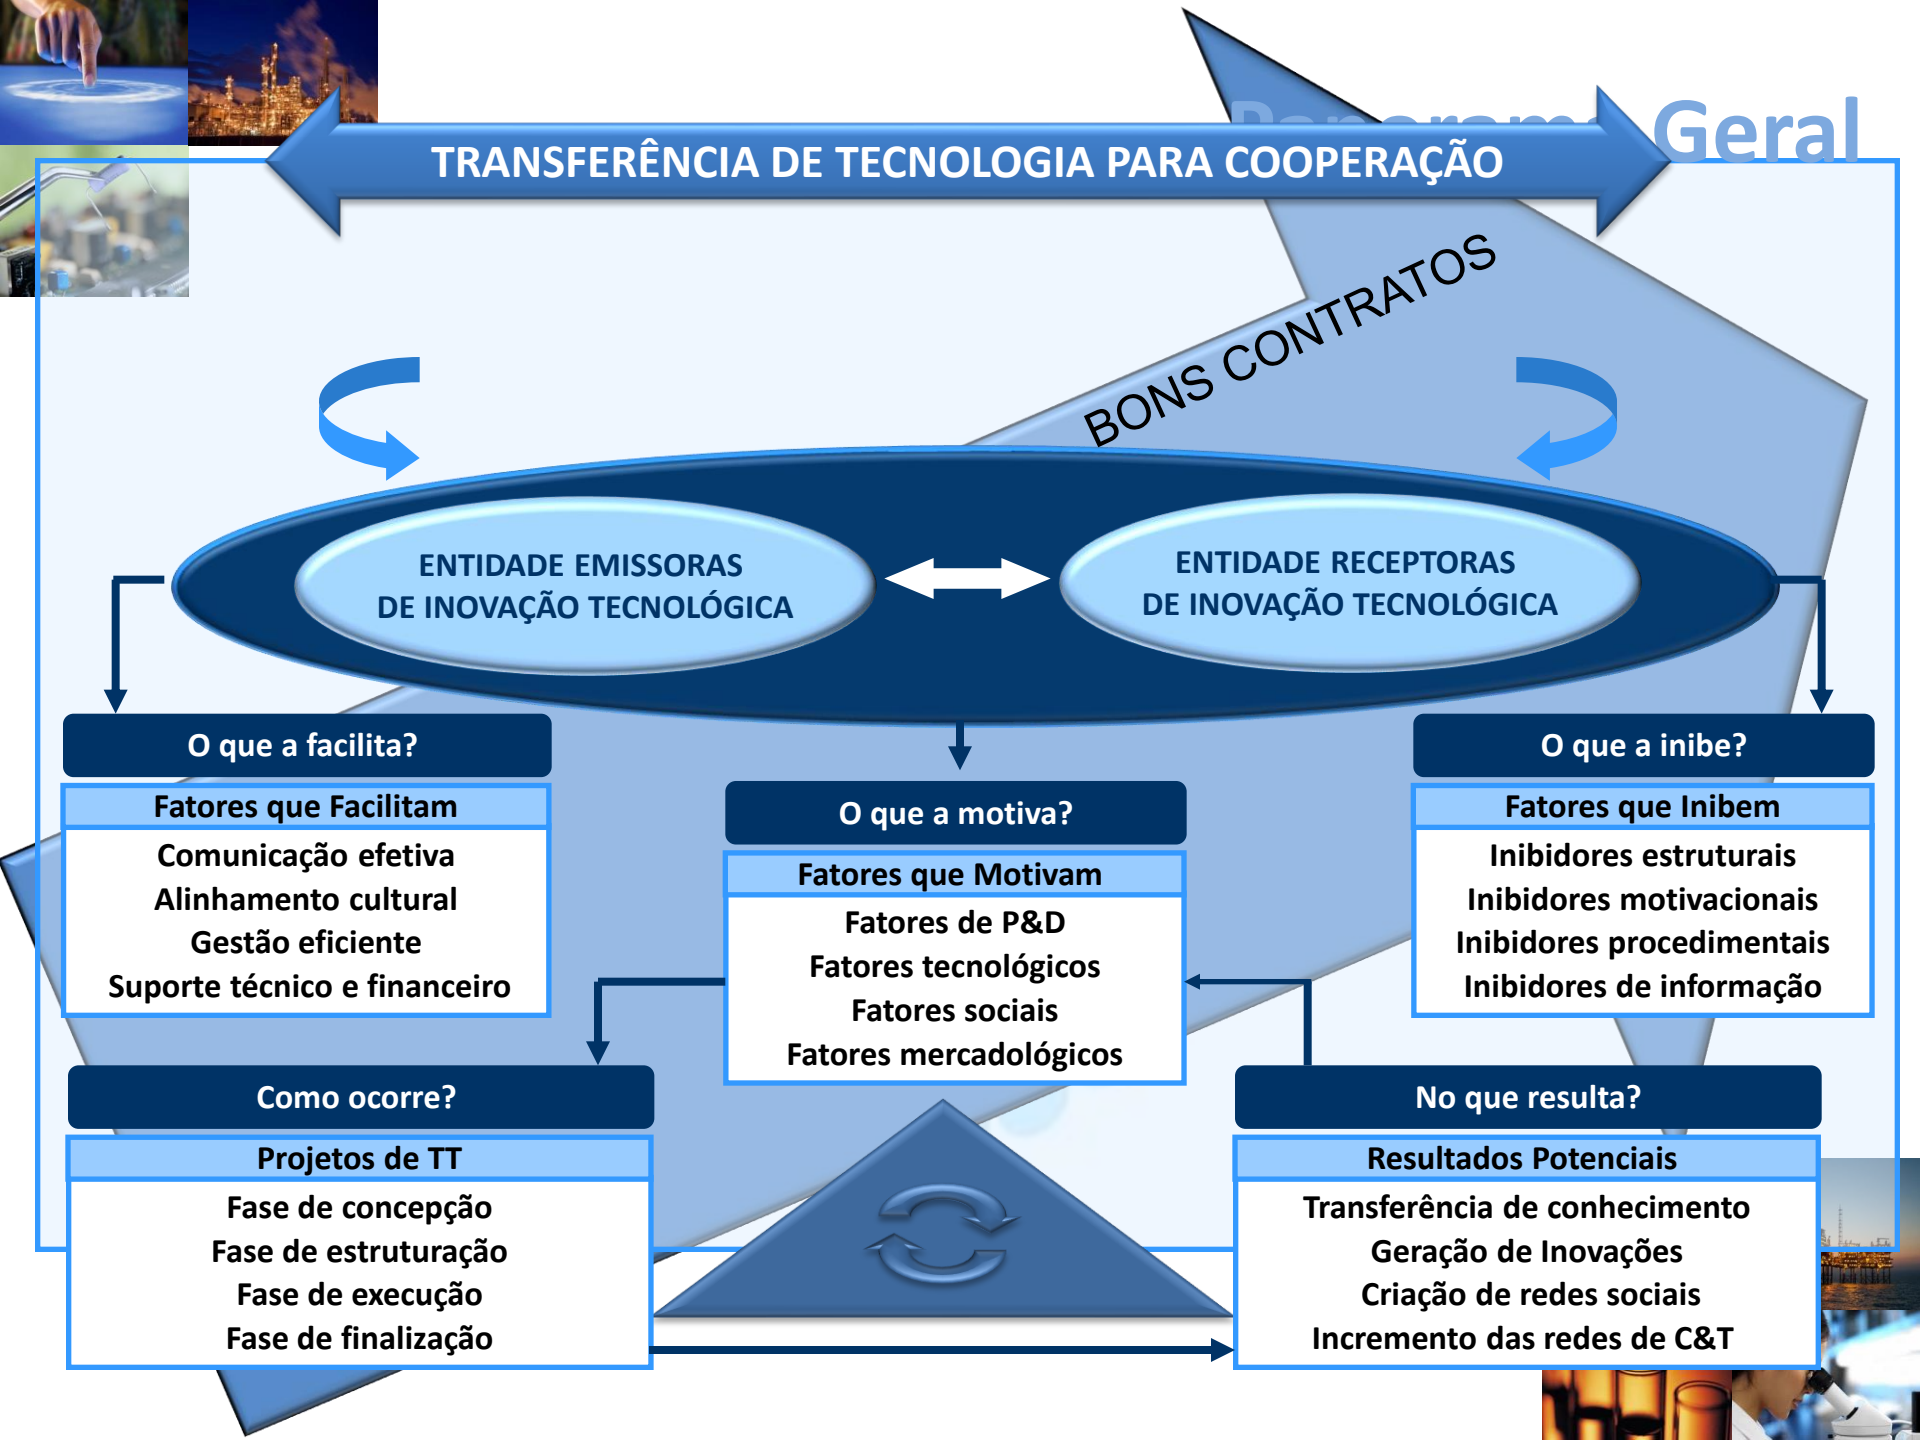 Panorama Geral
TRANSFERÊNCIA DE TECNOLOGIA PARA COOPERAÇÃO
BONS CONTRATOS
ENTIDADE EMISSORAS
DE INOVAÇÃO TECNOLÓGICA
ENTIDADE RECEPTORAS
DE INOVAÇÃO TECNOLÓGICA
O que a facilita?
Fatores que Facilitam
Comunicação efetiva
Alinhamento cultural
Gestão eficiente
Suporte técnico e financeiro
O que a motiva?
Fatores que Motivam
Fatores de P&D
Fatores tecnológicos
Fatores sociais
Fatores mercadológicos
O que a inibe?
Fatores que Inibem
Inibidores estruturais
Inibidores motivacionais
Inibidores procedimentais
Inibidores de informação
Como ocorre?
Projetos de TT
Fase de concepção
Fase de estruturação
Fase de execução
Fase de finalização
No que resulta?
Resultados Potenciais
Transferência de conhecimento
Geração de Inovações
Criação de redes sociais
Incremento das redes de C&T